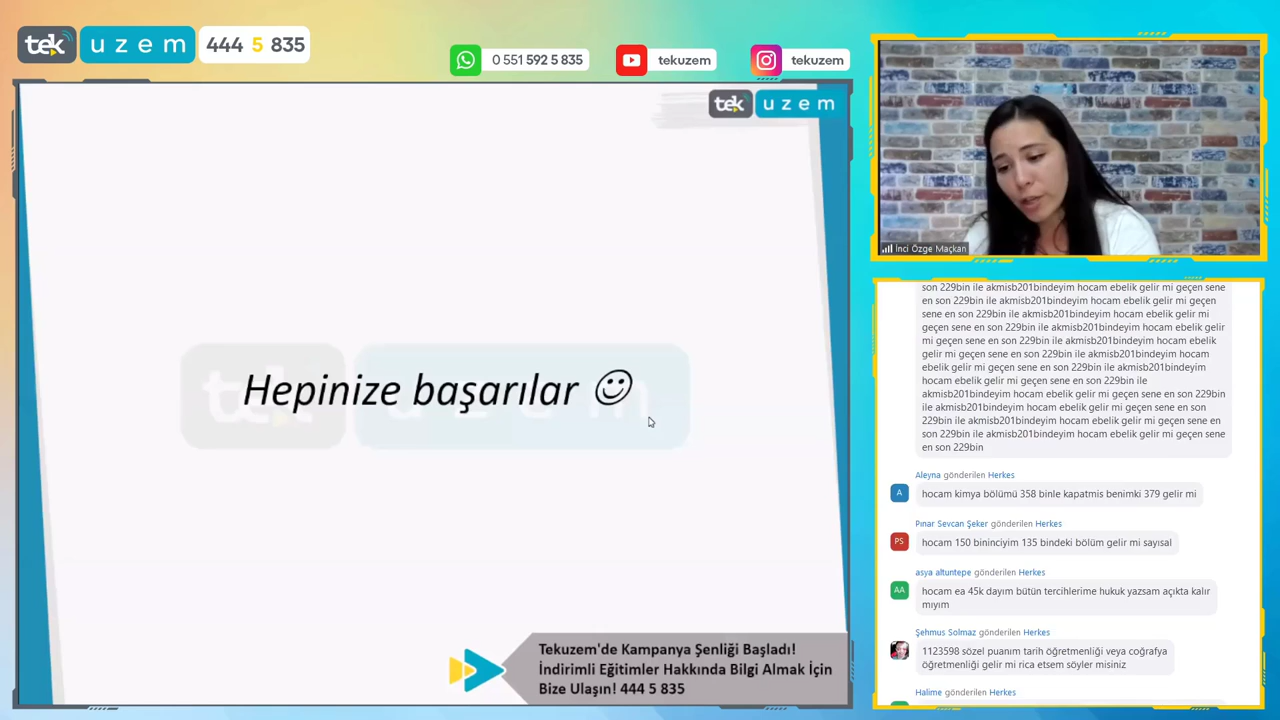 tek
uzem
444 5 835
0 551 592 5 835
tekuzem
tekuzem
tek uzem
Hepinize başarılar
Tekuzem'de Kampanya Şenliği Başladı!
İndirimli Eğitimler Hakkında Bilgi Almak İçin
Bize Ulaşın! 444 5 835
İnci Özge Maçkan
son 229bin ile akmisb201bindeyim hocam ebelik gelir mi geçen sene
en son 229bin ile akmisb201bindeyim hocam ebelik gelir mi geçen
sene en son 229bin ile akmisb201bindeyim hocam ebelik gelir mi
geçen sene en son 229bin ile akmisb201bindeyim hocam ebelik gelir
mi geçen sene en son 229bin ile akmisb201bindeyim hocam ebelik
gelir mi geçen sene en son 229bin ile akmisb201bindeyim hocam
ebelik gelir mi geçen sene en son 229bin ile akmisb201bindeyim
hocam ebelik gelir mi geçen sene en son 229bin ile
akmisb201bindeyim hocam ebelik gelir mi geçen sene en son 229bin
ile akmisb201bindeyim hocam ebelik gelir mi geçen sene en son
229bin ile akmisb201bindeyim hocam ebelik gelir mi geçen sene en
son 229bin ile akmisb201bindeyim hocam ebelik gelir mi geçen sene
en son 229bin
Aleyna gönderilen Herkes
A
hocam kimya bölümü 358 binle kapatmis benimki 379 gelir mi
Pınar Sevcan Şeker gönderilen Herkes
PS
hocam 150 bininciyim 135 bindeki bölüm gelir mi sayısal
asya altuntepe gönderilen Herkes
AA
hocam ea 45k dayım bütün tercihlerime hukuk yazsam açıkta kalır
mıyım
Şehmus Solmaz gönderilen Herkes
1123598 sözel puanım tarih öğretmenliği veya coğrafya
öğretmenliği gelir mi rica etsem söyler misiniz
Halime gönderilen Herkes